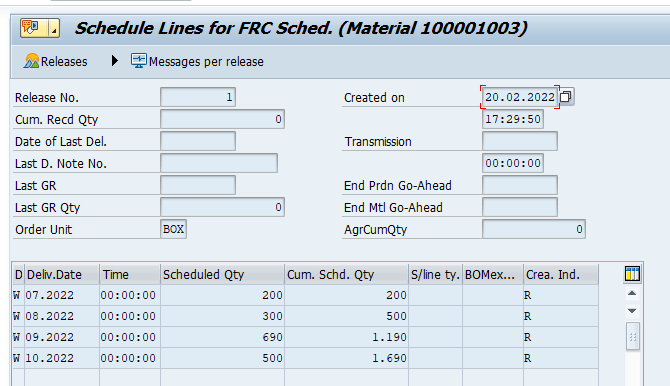 Schedule Lines for FRC Sched. (Material 100001003)
Releases Messages per release
Release No. 1 Created on 20.02.2022
Cum. Recd Qty 0 17:29:50
Date of Last Del. Transmission
Last D. Note No. 00:00:00
Last GR End Prdn Go-Ahead
Last GR Qty 0 End Mtl Go-Ahead
Order Unit BOX AgrCumQty 0
D Deliv.Date Time Scheduled Qty Cum. Schd. Qty S/line ty. BOMex... Crea. Ind.
W 07.2022 00:00:00 200 200 R
W 08.2022 00:00:00 300 500 R
W 09.2022 00:00:00 690 1.190 R
W 10.2022 00:00:00 500 1.690 R